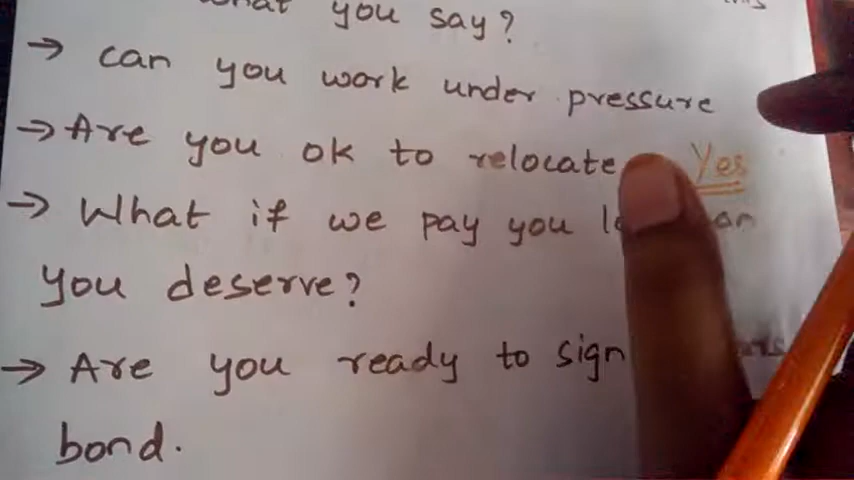 what you say?
→ can you work under pressure
→ Are you ok to relocate Yes
→ What if we pay you
you deserve?
→ Are you ready to sign
bond.